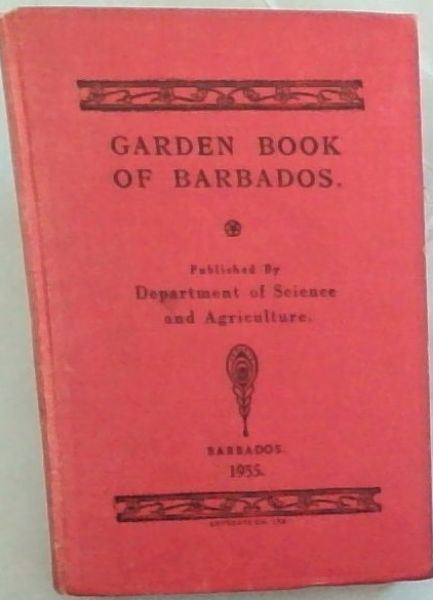 GARDEN BOOK
OF BARBADOS.
Published By
Department of Science
and Agriculture.
BARBADOS.
1935.